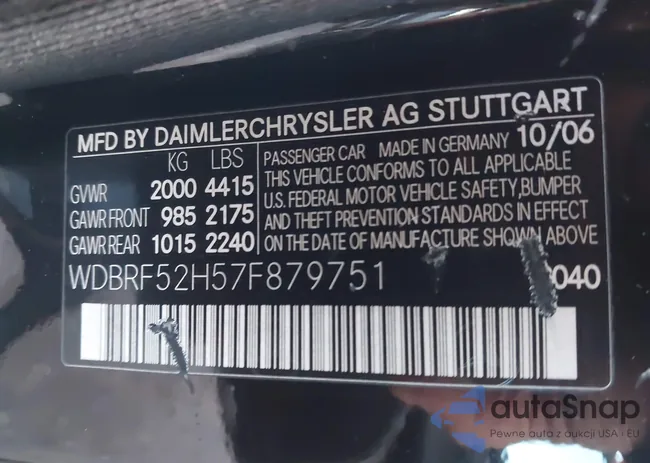 MFD BY DAIMLERCHRYSLER AG STUTTGART
KG LBS
GVWR 2000 4415
GAWR FRONT 985 2175
GAWR REAR 1015 2240
PASSENGER CAR MADE IN GERMANY 10/06
THIS VEHICLE CONFORMS TO ALL APPLICABLE
U.S. FEDERAL MOTOR VEHICLE SAFETY,BUMPER
AND THEFT PREVENTION STANDARDS IN EFFECT
ON THE DATE OF MANUFACTURE SHOWN ABOVE
WDBRF52H57F879751
040
autaSnap
Pewne auta z aukcji USA i EU